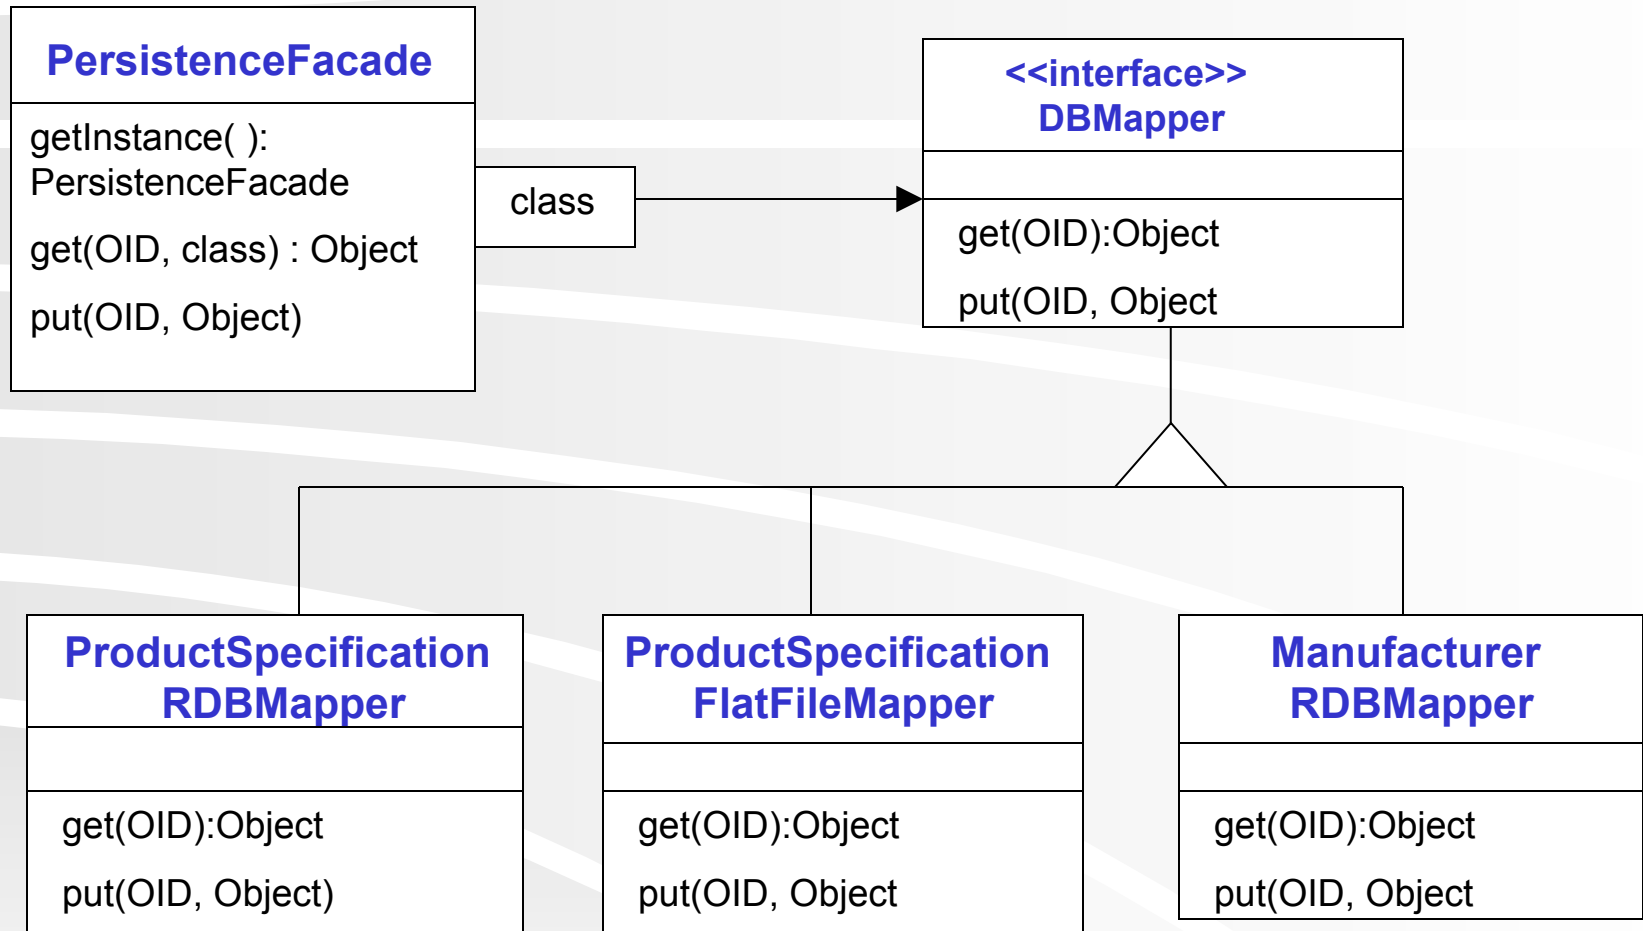 PersistenceFacade
getInstance( ):
PersistenceFacade
get(OID, class) : Object
put(OID, Object)
class
<<interface>>
DBMapper
get(OID):Object
put(OID, Object
ProductSpecification
RDBMapper
get(OID):Object
put(OID, Object)
ProductSpecification
FlatFileMapper
get(OID):Object
put(OID, Object
Manufacturer
RDBMapper
get(OID):Object
put(OID, Object